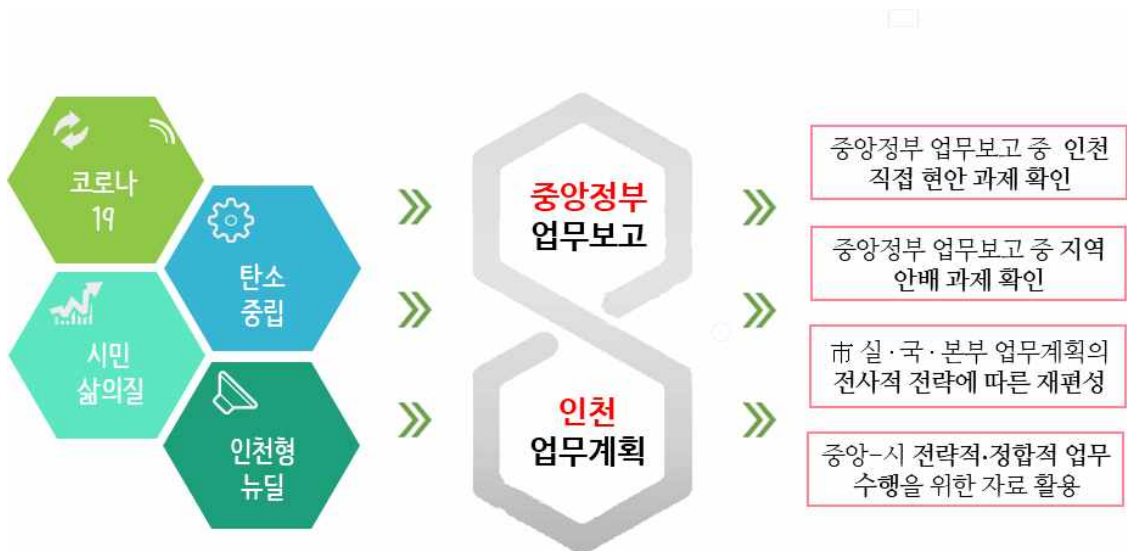 코로나
19
탄소
중립
시민
삶의질
인천형
뉴딜
중앙정부
업무보고
인천
업무계획
중앙정부 업무보고 중 인천
직접 현안 과제 확인
중앙정부 업무보고 중 지역
안배 과제 확인
市 실·국·본부 업무계획의
전사적 전략에 따른 재편성
중앙-시 전략적·정합적 업무
수행을 위한 자료 활용